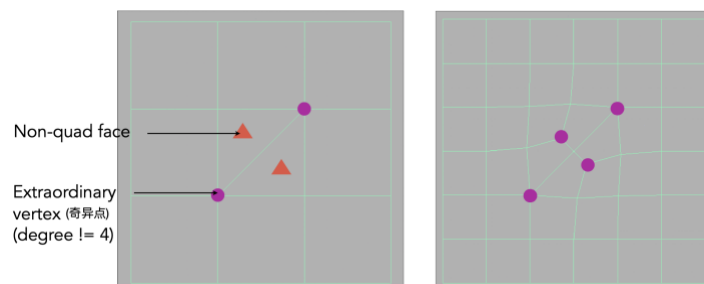 Non-quad face
Extraordinary
vertex (奇异点)
(degree != 4)